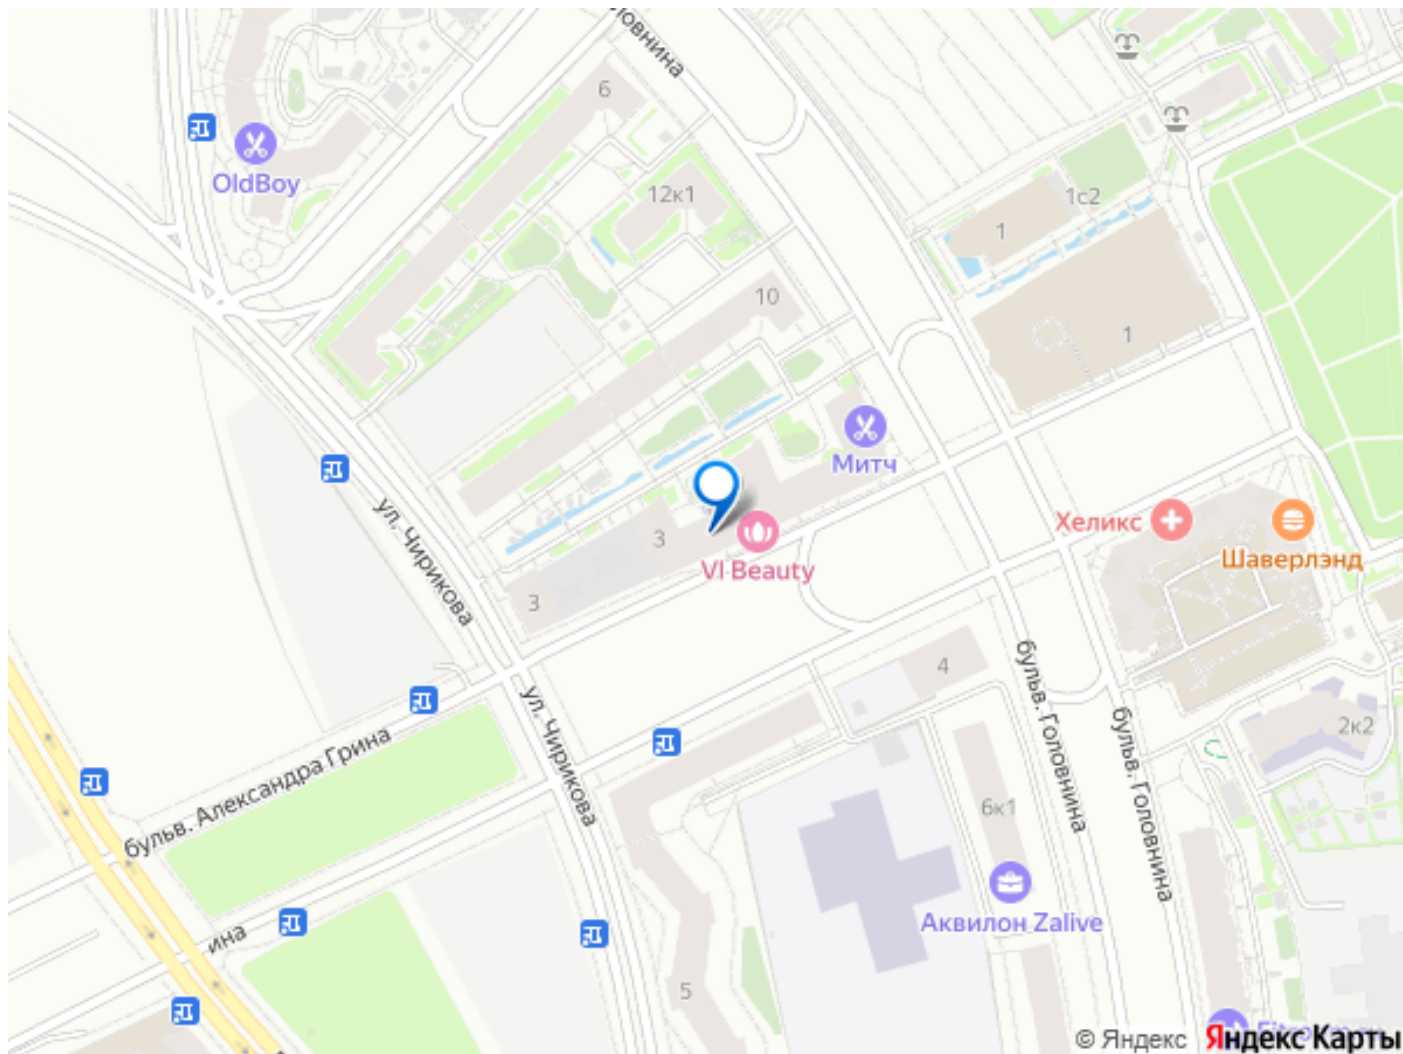 ловнина
6
OldBoy
12к1
1с2
1
10
1
Митч
ул. Чирикова
3
VI Beauty
Хеликс
Шаверлэнд
3
4
бульв. Головнина
ул. Чирикова
бульв. Головнина
2к2
бульв. Александра Грина
6к1
Аквилон Zalive
ина
5
© Яндекс Яндекс Карты